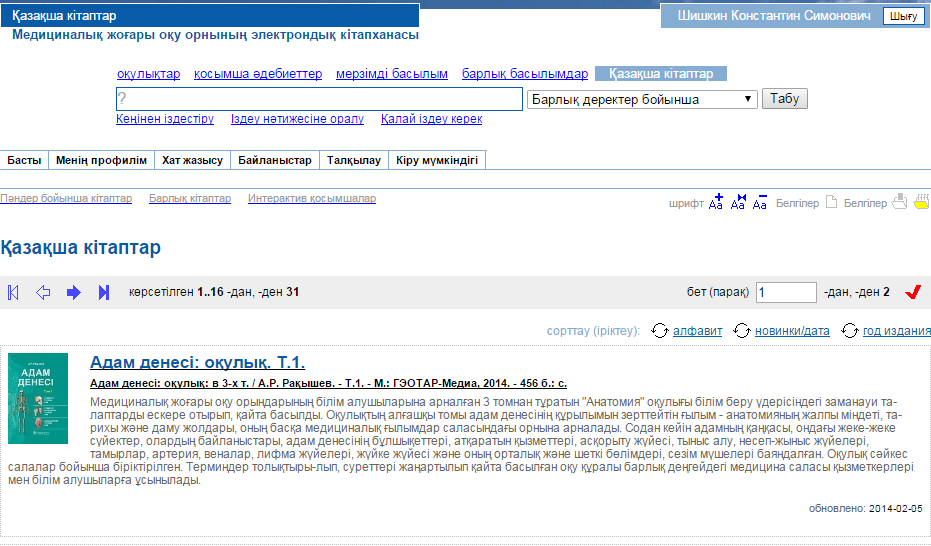 Қазақша кітаптар
Шишкин Константин Симонович Шығу
Медициналық жоғары оқу орнының электрондық кітапханасы
оқулықтар қосымша әдебиеттер мерзімді басылым барлық басылымдар Қазақша кітаптар
? Барлық деректер бойынша Табу
Кеңінен іздестіру Іздеу нәтижесіне оралу Қалай іздеу керек
Басты Менің профилім Хат жазысу Байланыстар Талқылау Кіру мүмкіндігі
Пәндер бойынша кітаптар Барлық кітаптар Интерактив қосымшалар шрифт Aa Aa Aa Белгілер Белгілер
Қазақша кітаптар
көрсетілген 1..16 -дан, -ден 31 бет (парақ) 1 -дан, -ден 2
сорттау (іріктеу): алфавит новинки/дата год издания
АДАМ ДЕНЕСІ
Адам денесі: оқулық. Т.1.
Адам денесі: оқулық: в 3-х т. / А.Р. Рақышев. - Т.1. - М.: ГЭОТАР-Медиа, 2014. - 456 б.: с.
Медициналық жоғары оқу орындарының білім алушыларына арналған 3 томнан тұратын "Анатомия" оқулығы білім беру үдерісіндегі заманауи та-
лаптарды ескере отырып, қайта басылды. Оқулықтың алғашқы томы адам денесінің құрылымын зерттейтін ғылым - анатомияның жалпы міндеті, та-
рихы және даму жолдары, оның басқа медициналық ғылымдар саласындағы орнына арналады. Содан кейін адамның қаңқасы, ондағы жеке-жеке
сүйектер, олардың байланыстары, адам денесінің бұлшықеттері, атқаратын қызметтері, асқорыту жүйесі, тыныс алу, несеп-жыныс жүйелері,
тамырлар, артерия, веналар, лифма жүйелері, жүйке жүйесі және оның орталық және шеткі бөлімдері, сезім мүшелері баяндалған. Оқулық сәйкес
салалар бойынша біріктірілген. Терминдер толықтыры-лып, суреттері жаңартылып қайта басылған оқу құралы барлық деңгейдегі медицина саласы қызметкерлері
мен білім алушыларға ұсынылады.
обновлено: 2014-02-05